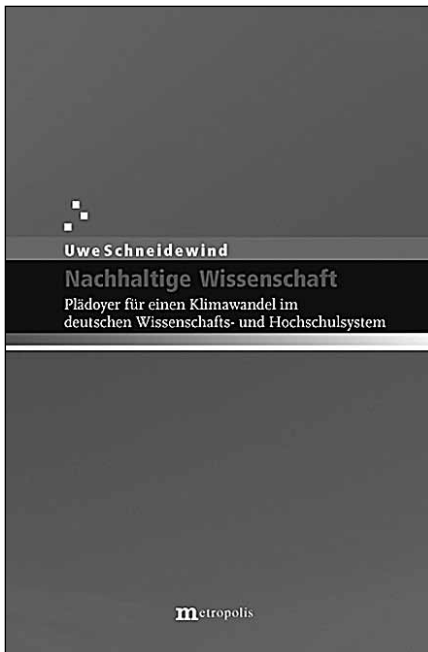 Uwe Schneidewind
Nachhaltige Wissenschaft
Plädoyer für einen Klimawandel im
deutschen Wissenschafts- und Hochschulsystem
metropolis